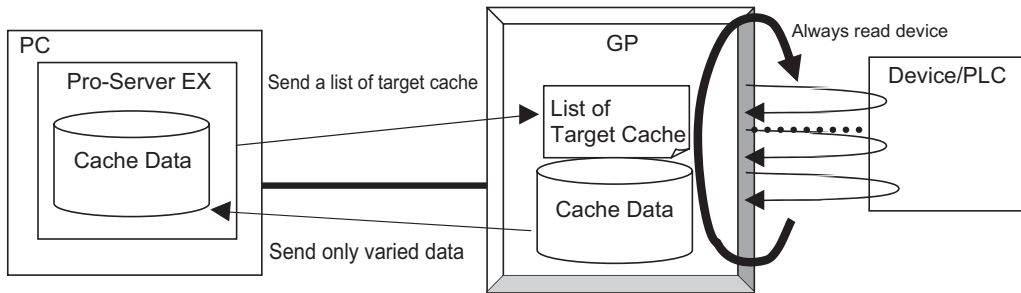 PC
Pro-Server EX
Cache Data
Send a list of target cache
Send only varied data
GP
List of
Target Cache
Cache Data
Always read device
Device/PLC